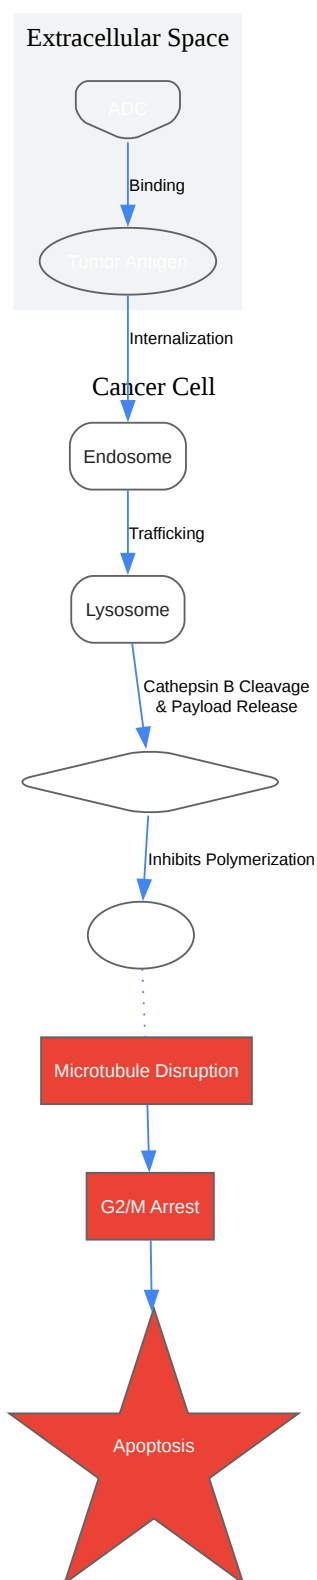 Extracellular Space
ADC
Binding
Tumor Antigen
Internalization
Cancer Cell
Endosome
Trafficking
Lysosome
Cathepsin B Cleavage
& Payload Release
Inhibits Polymerization
Microtubule Disruption
G2/M Arrest
Apoptosis